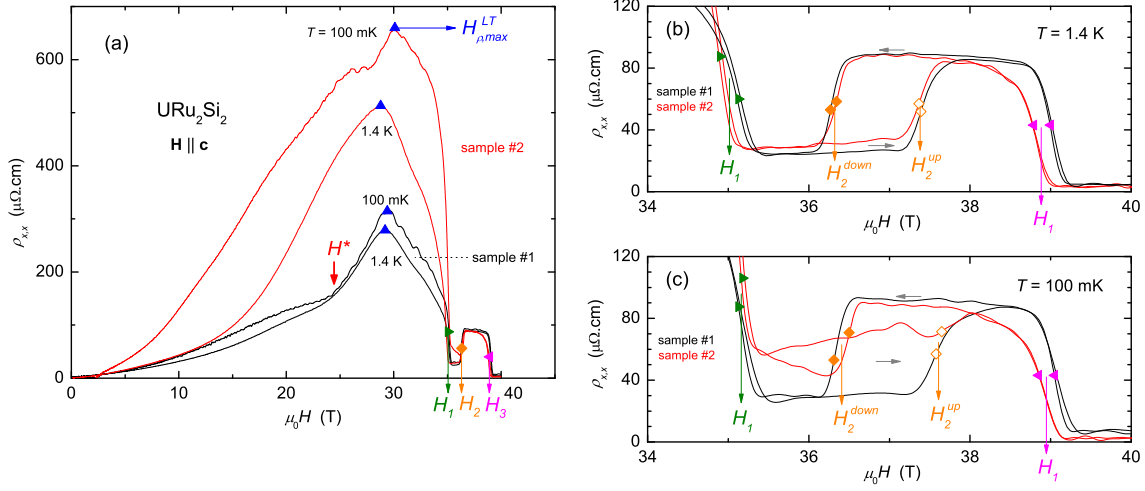 (a)
T = 100 mK
H ρ,max LT
URu2Si2
H || c
1.4 K
sample #2
100 mK
H*
1.4 K
sample #1
ρx,x (μΩ.cm)
600
400
200
0
0 10 20 30 40
H1 H2 H3
μ0H (T)
(b)
T = 1.4 K
sample #1
sample #2
ρx,x (μΩ.cm)
120
80
40
0
H1
H2 down
H2 up
H1
34 36 38 40
μ0H (T)
(c)
T = 100 mK
sample #1
sample #2
ρx,x (μΩ.cm)
120
80
40
0
H1
H2 down
H2 up
H1
34 36 38 40
μ0H (T)